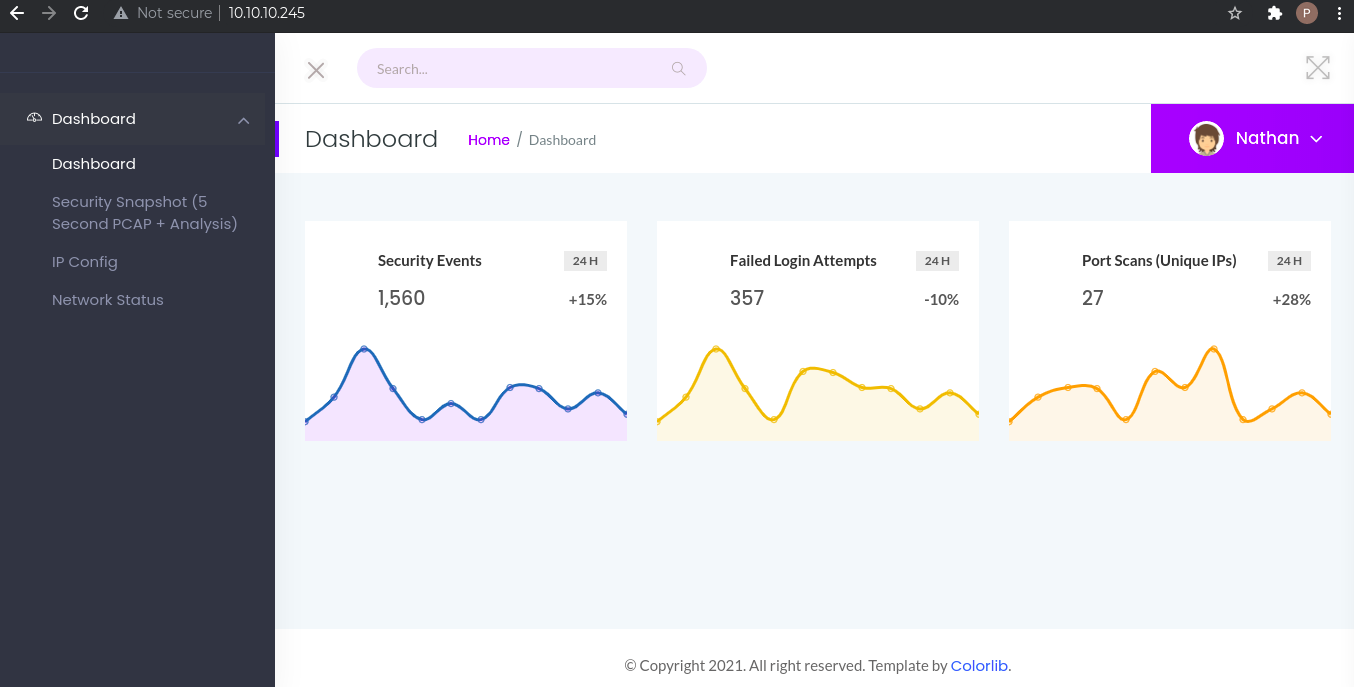 Not secure 10.10.10.245 P
Search...
Dashboard
Dashboard
Security Snapshot (5
Second PCAP + Analysis)
IP Config
Network Status
Dashboard Home / Dashboard
Nathan
Security Events 24 H
1,560 +15%
Failed Login Attempts 24 H
357 -10%
Port Scans (Unique IPs) 24 H
27 +28%
© Copyright 2021. All right reserved. Template by Colorlib.